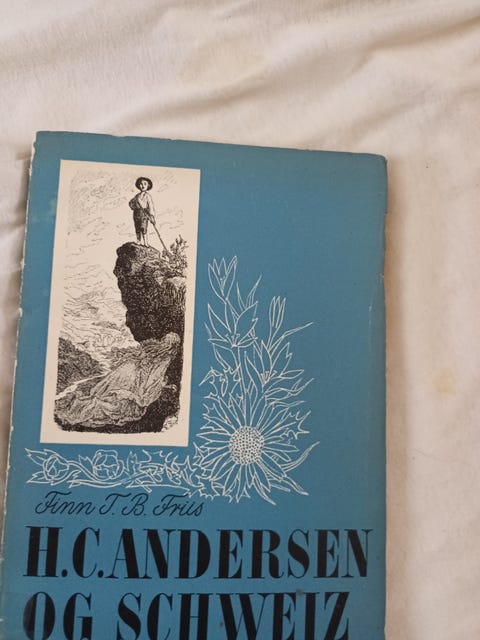 Finn T. B. Friis
H.C. ANDERSEN
OG SCHWEIZ